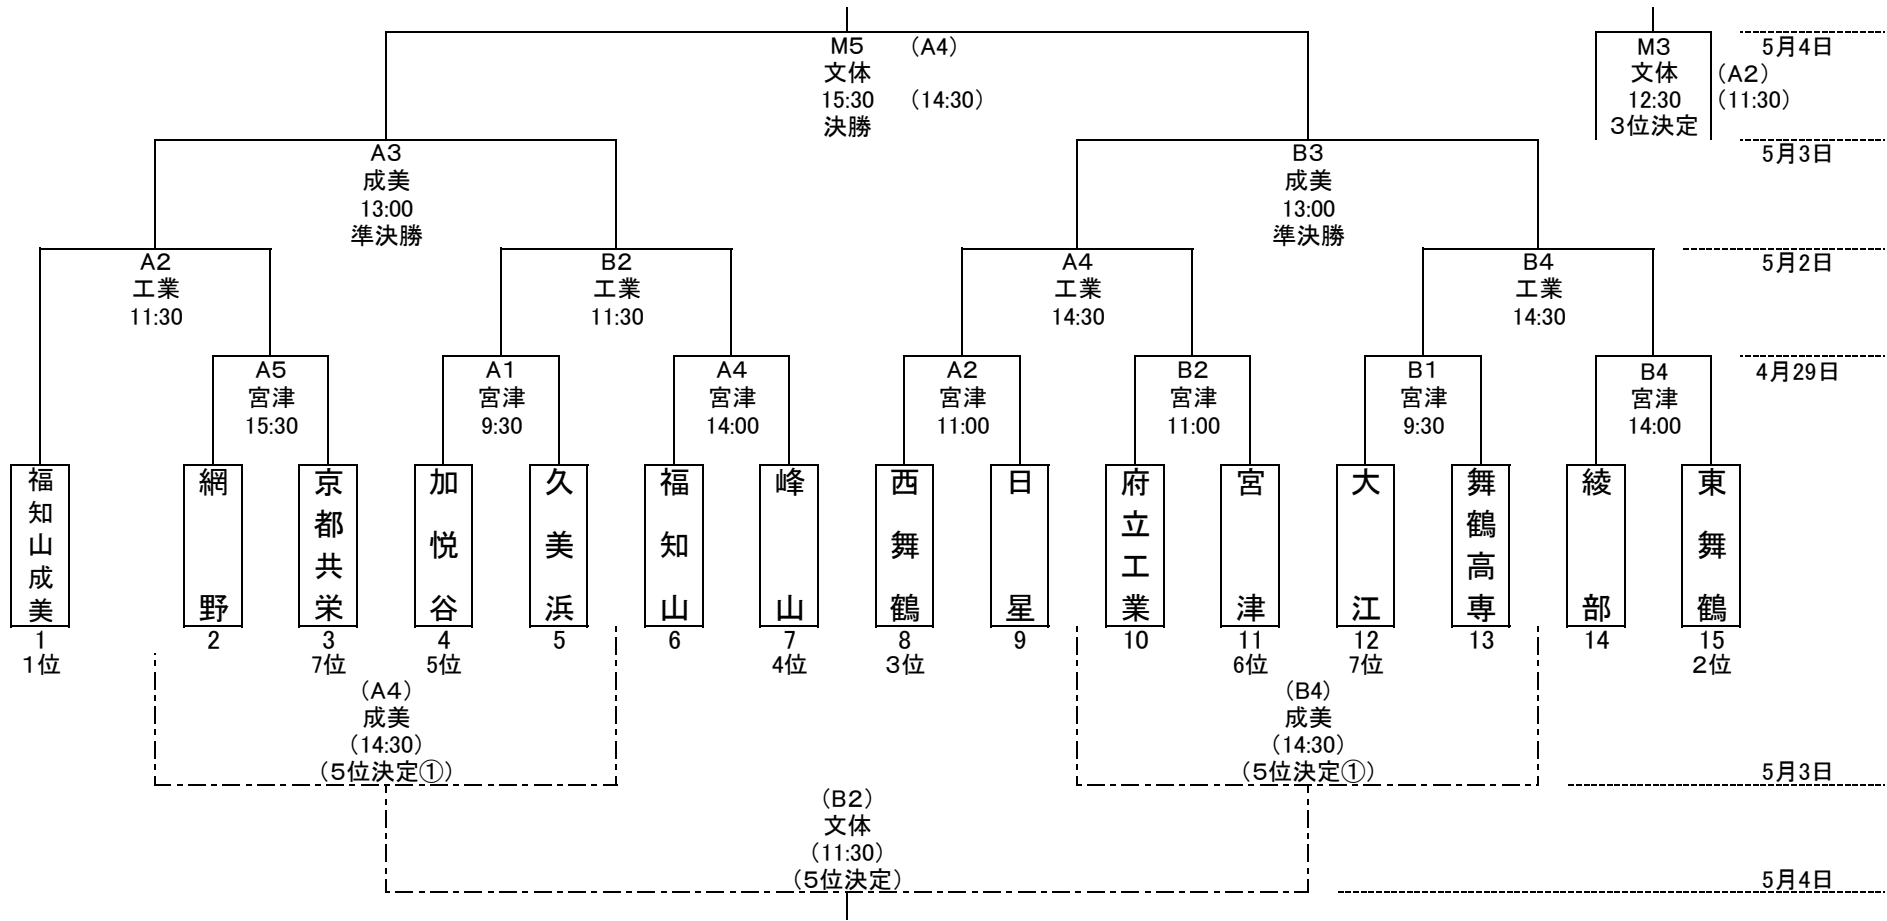 M5 （A4） M3 5月4日
文体 文体 （A2）
15:30 （14:30） 12:30 （11:30）
決勝 3位決定
A3 B3 5月3日
成美 成美
13:00 13:00
準決勝 準決勝
A2 B2 A4 B4 5月2日
工業 工業 工業 工業
11:30 11:30 14:30 14:30
A5 A1 A4 A2 B2 B1 B4 4月29日
宮津 宮津 宮津 宮津 宮津 宮津 宮津
15:30 9:30 14:00 11:00 11:00 9:30 14:00
福知山成美
網野
京都共栄
加悦谷
久美浜
福知山
峰山
西舞鶴
日星
府立工業
宮津
大江
舞鶴高専
綾部
東舞鶴
1 2 3 4 5 6 7 8 9 10 11 12 13 14 15
1位 7位 5位 4位 3位 6位 7位 2位
（A4） （B4）
成美 成美
（14:30） （14:30）
（5位決定①） （5位決定①） 5月3日
（B2）
文体
（11:30）
（5位決定） 5月4日